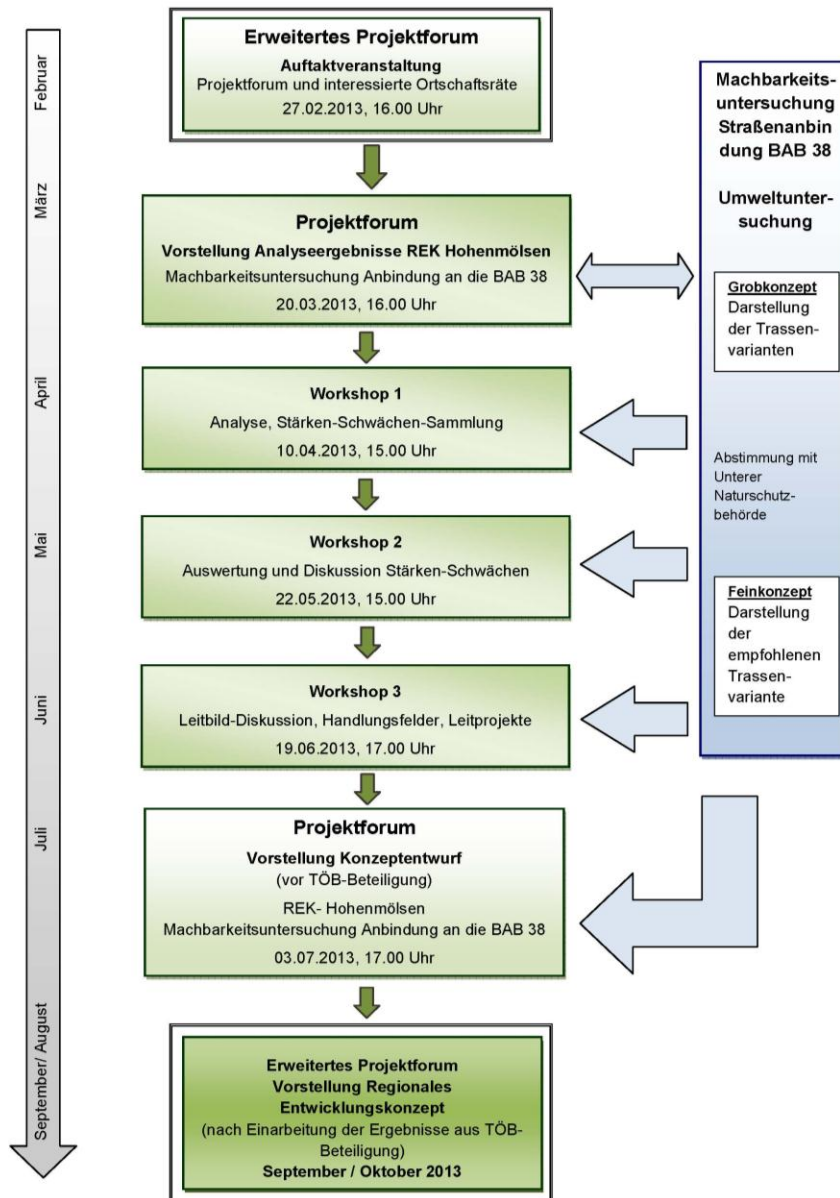 Februar
März
April
Mai
Juni
Juli
September/ August
Erweitertes Projektforum
Auftaktveranstaltung
Projektforum und interessierte Ortschaftsräte
27.02.2013, 16.00 Uhr
Projektforum
Vorstellung Analyseergebnisse REK Hohenmölsen
Machbarkeitsuntersuchung Anbindung an die BAB 38
20.03.2013, 16.00 Uhr
Workshop 1
Analyse, Stärken-Schwächen-Sammlung
10.04.2013, 15.00 Uhr
Workshop 2
Auswertung und Diskussion Stärken-Schwächen
22.05.2013, 15.00 Uhr
Workshop 3
Leitbild-Diskussion, Handlungsfelder, Leitprojekte
19.06.2013, 17.00 Uhr
Projektforum
Vorstellung Konzeptentwurf
(vor TÖB-Beteiligung)
REK- Hohenmölsen
Machbarkeitsuntersuchung Anbindung an die BAB 38
03.07.2013, 17.00 Uhr
Erweitertes Projektforum
Vorstellung Regionales
Entwicklungskonzept
(nach Einarbeitung der Ergebnisse aus TÖB-
Beteiligung)
September / Oktober 2013
Machbarkeits-
untersuchung
Straßenanbin
dung BAB 38
Umweltunter-
suchung
Grobkonzept
Darstellung
der Trassen-
varianten
Abstimmung mit
Unterer
Naturschutz-
behörde
Feinkonzept
Darstellung
der
empfohlenen
Trassen-
variante